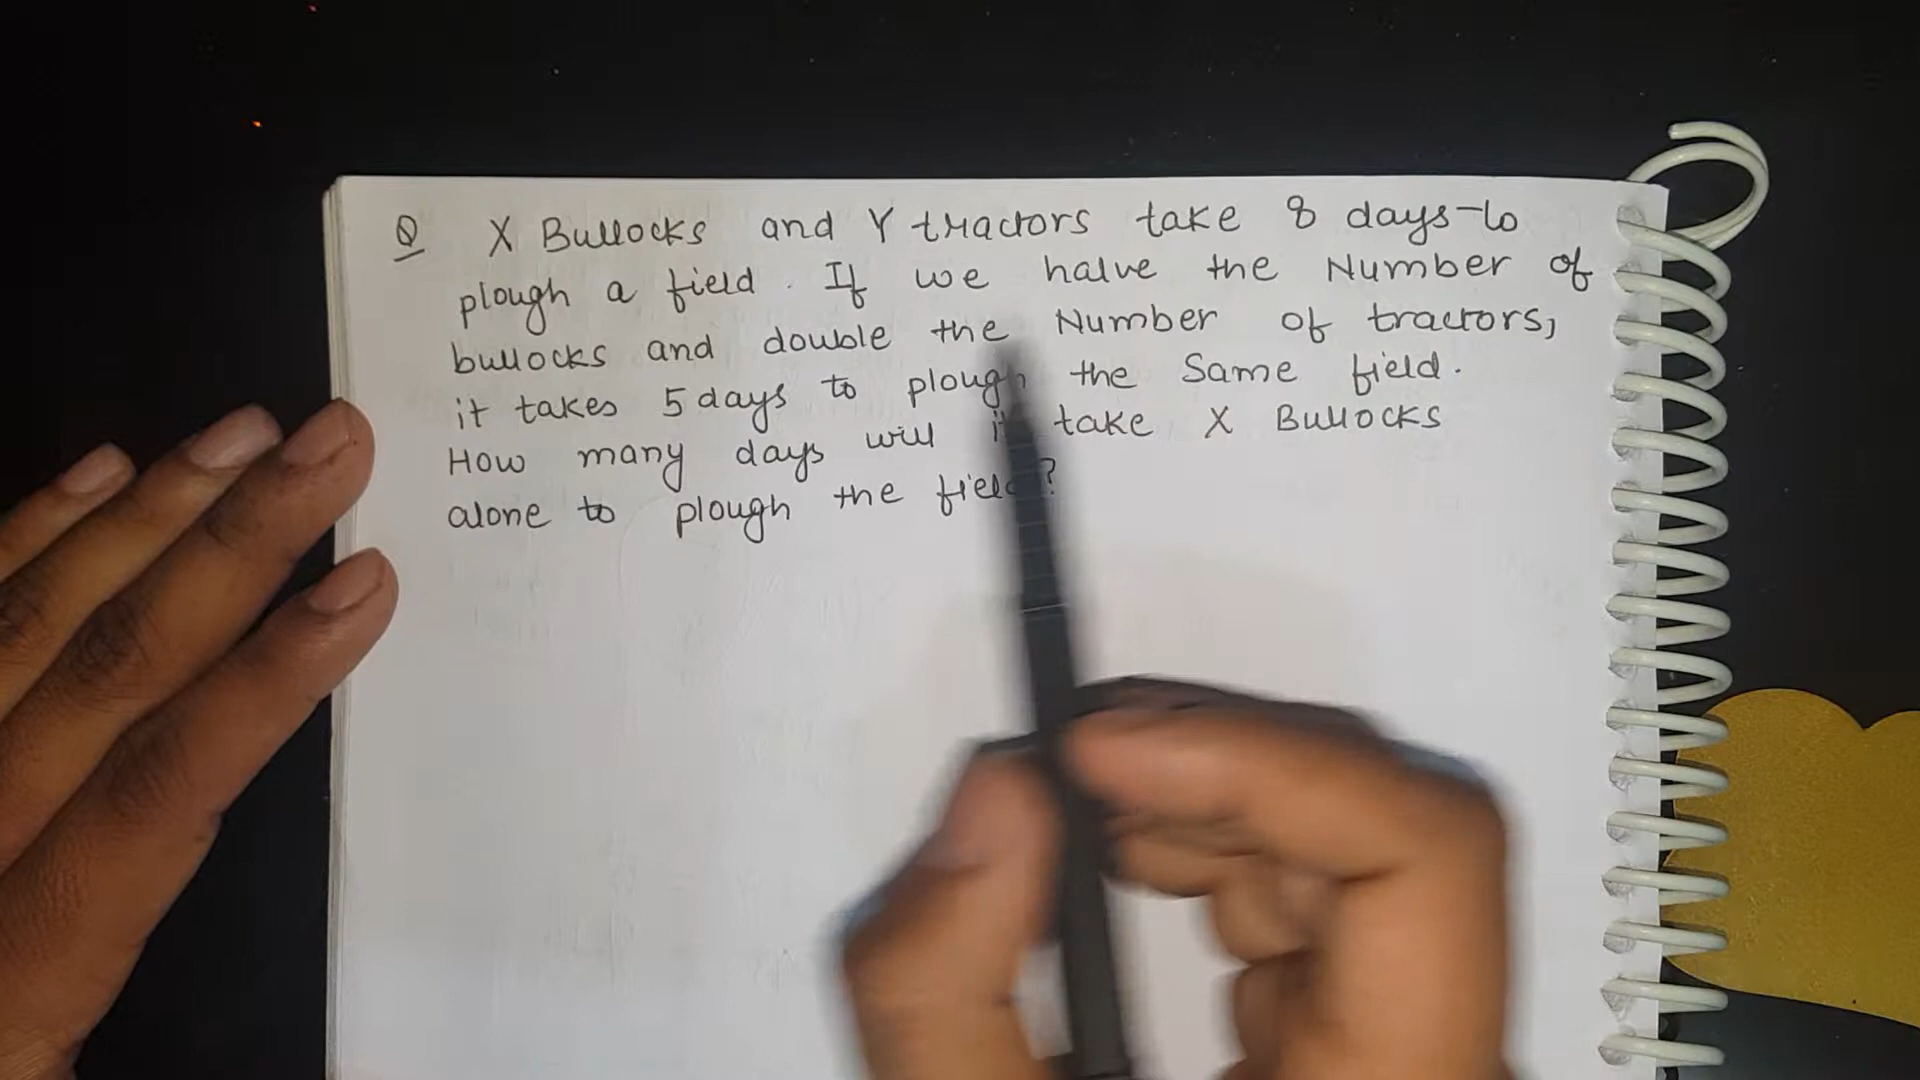 Q X Bullocks and Y tractors take 8 days to
plough a field. If we halve the Number of
bullocks and double the Number of tractors,
it takes 5 days to plough the Same field.
How many days will it take X Bullocks
alone to plough the field?